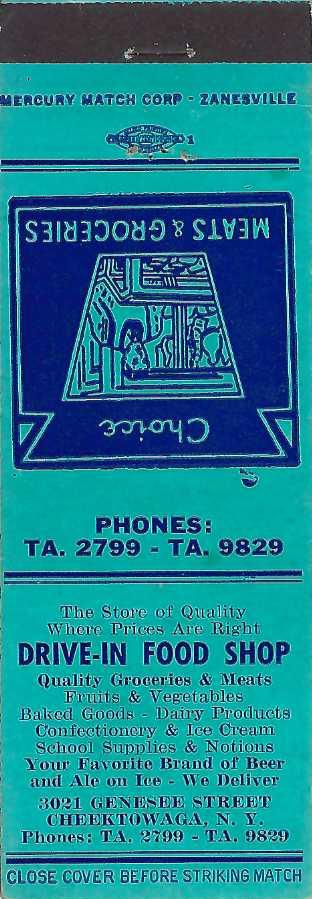 MERCURY MATCH CORP - ZANESVILLE
1
MEATS & GROCERIES
Choice
PHONES:
TA. 2799 - TA. 9829
The Store of Quality
Where Prices Are Right
DRIVE-IN FOOD SHOP
Quality Groceries & Meats
Fruits & Vegetables
Baked Goods - Dairy Products
Confectionery & Ice Cream
School Supplies & Notions
Your Favorite Brand of Beer
and Ale on Ice - We Deliver
3021 GENESEE STREET
CHEEKTOWAGA, N. Y.
Phones: TA. 2799 - TA. 9829
CLOSE COVER BEFORE STRIKING MATCH